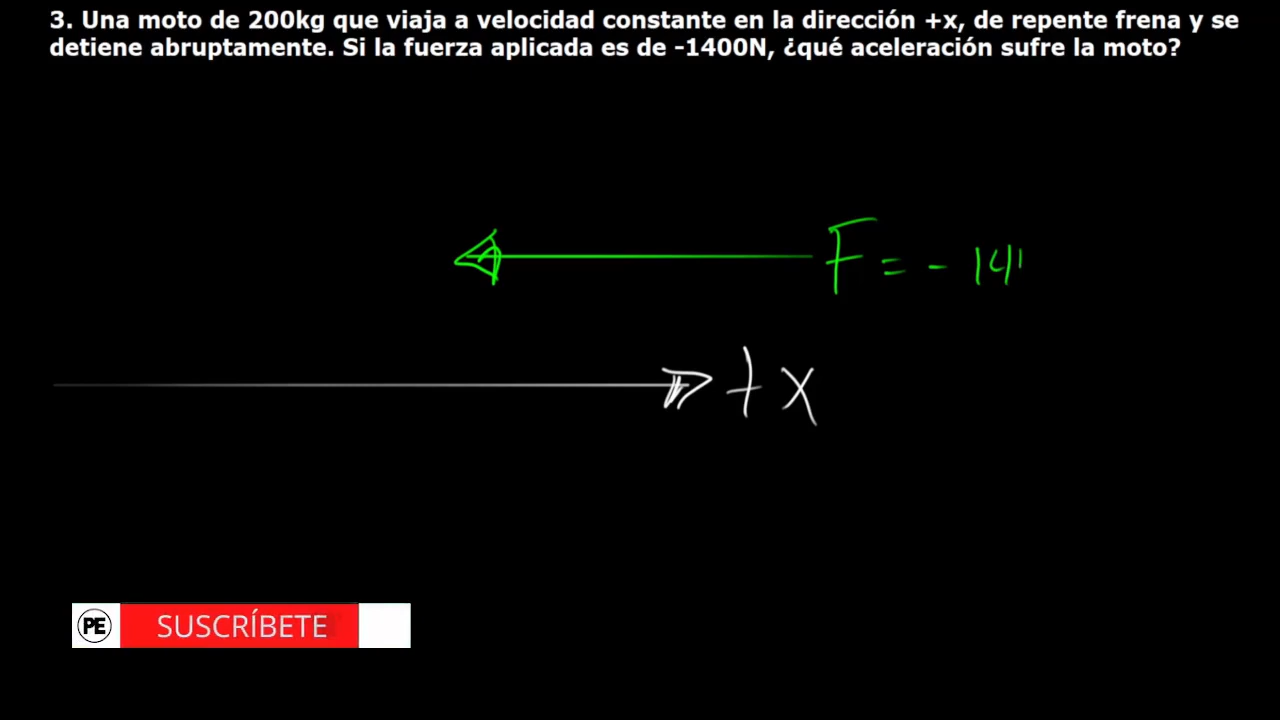 3. Una moto de 200kg que viaja a velocidad constante en la dirección +x, de repente frena y se
detiene abruptamente. Si la fuerza aplicada es de -1400N, ¿qué aceleración sufre la moto?
F = - 14
+ x
PE SUSCRÍBETE